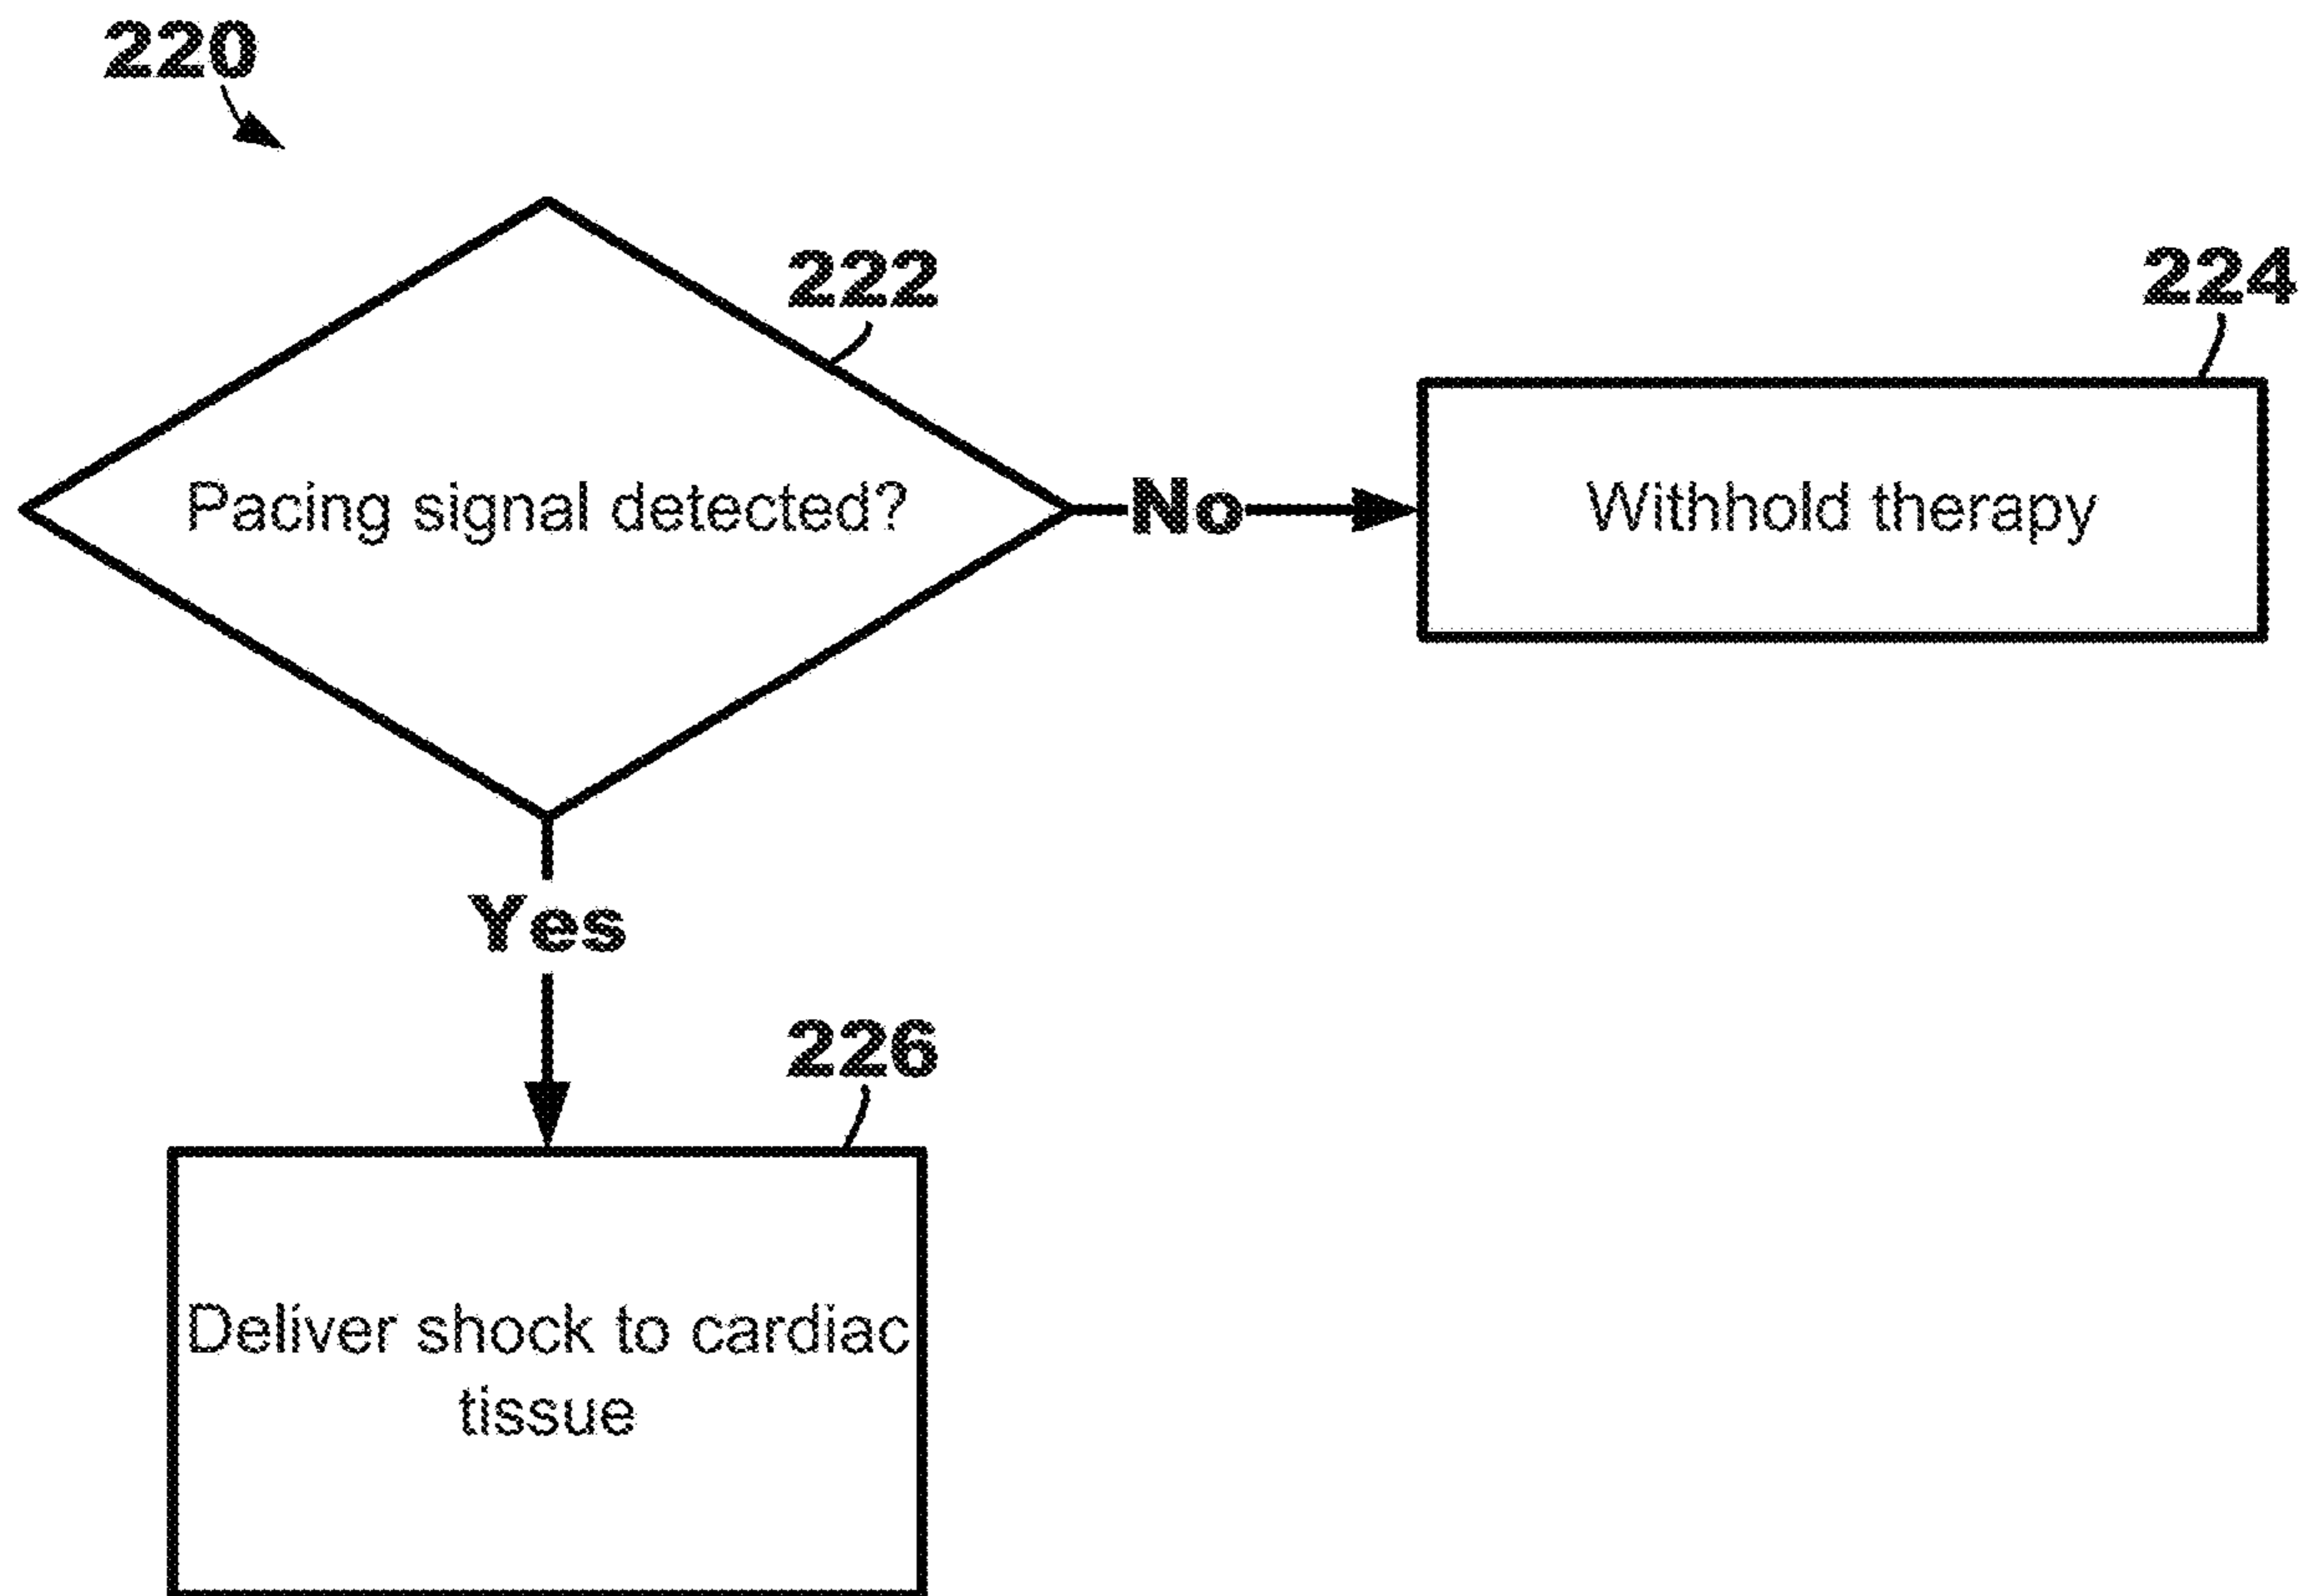 220
222
224
Pacing signal detected?
No
Withhold therapy
Yes
226
Deliver shock to cardiac
tissue